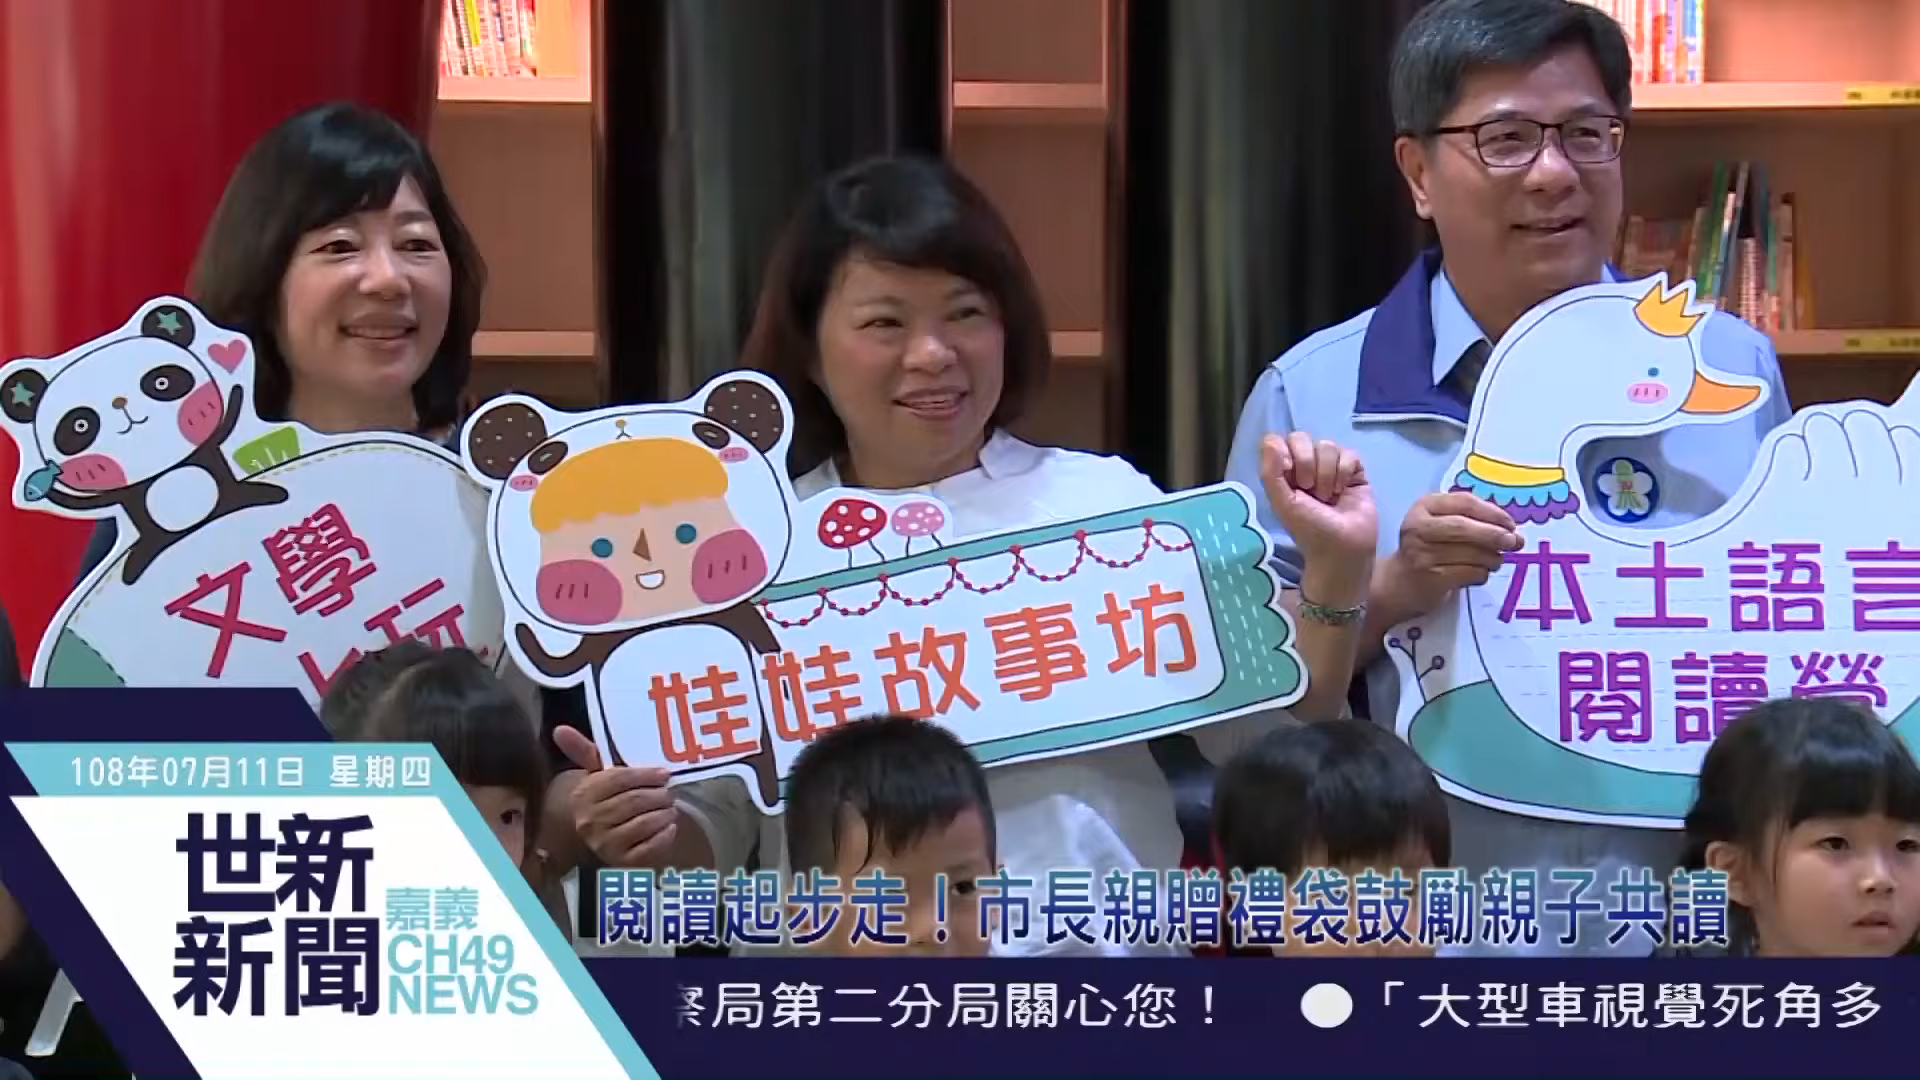 文學
玩
娃娃故事坊
本土語言
閱讀營
108年07月11日 星期四
世新
新聞
嘉義
CH49
NEWS
閱讀起步走！市長親贈禮袋鼓勵親子共讀
察局第二分局關心您！ ●「大型車視覺死角多